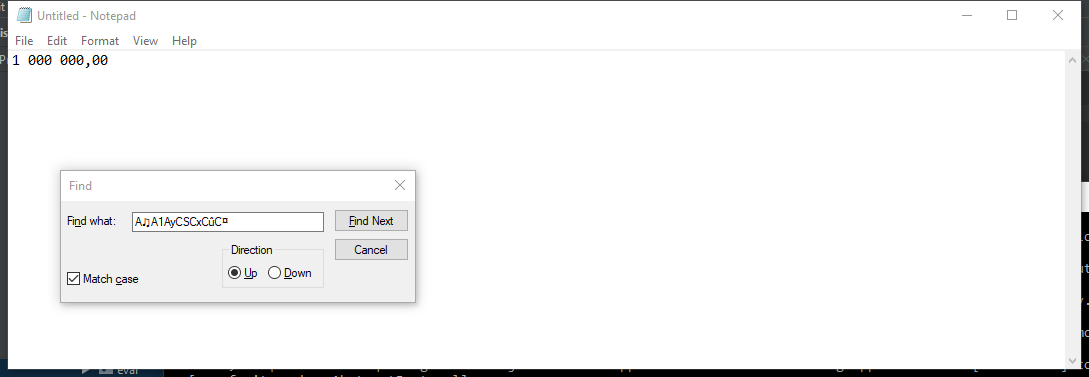 Untitled - Notepad
File Edit Format View Help
1 000 000,00
Find
Find what: A♫A1AyCSCxCûC¤
Find Next
Cancel
Direction
Up Down
Match case
eval